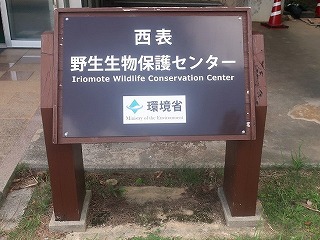 西表
野生生物保護センター
Iriomote Wildlife Conservation Center
環境省
Ministry of the Environment